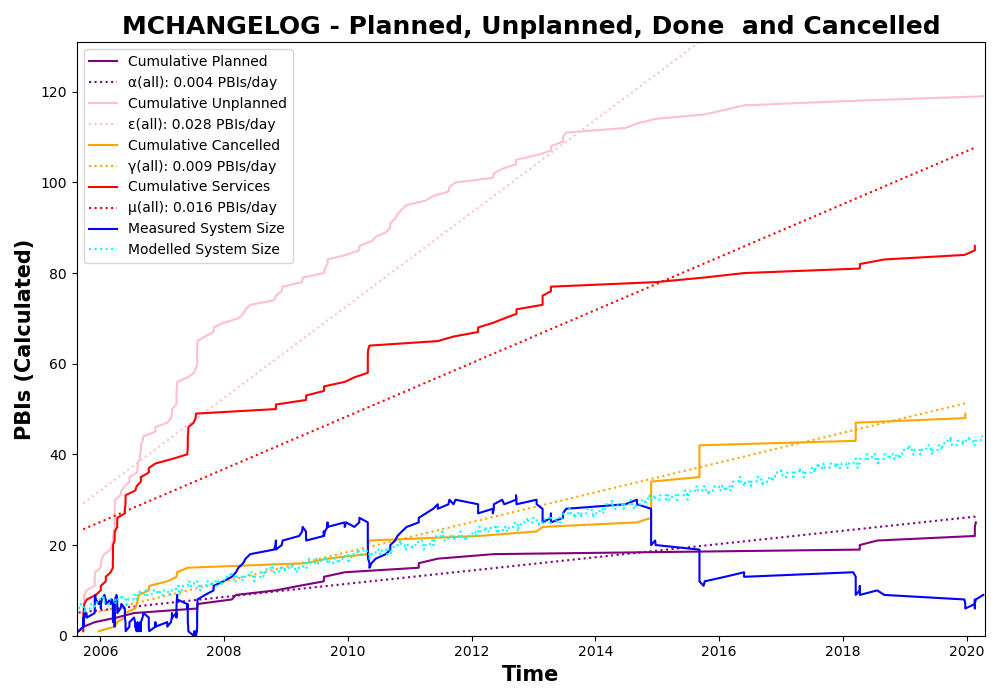 MCHANGELOG - Planned, Unplanned, Done  and Cancelled
Cumulative Planned
α(all): 0.004 PBIs/day
Cumulative Unplanned
ε(all): 0.028 PBIs/day
Cumulative Cancelled
γ(all): 0.009 PBIs/day
Cumulative Services
μ(all): 0.016 PBIs/day
Measured System Size
Modelled System Size
PBIs (Calculated)
120
100
80
60
40
20
0
2006 2008 2010 2012 2014 2016 2018 2020
Time